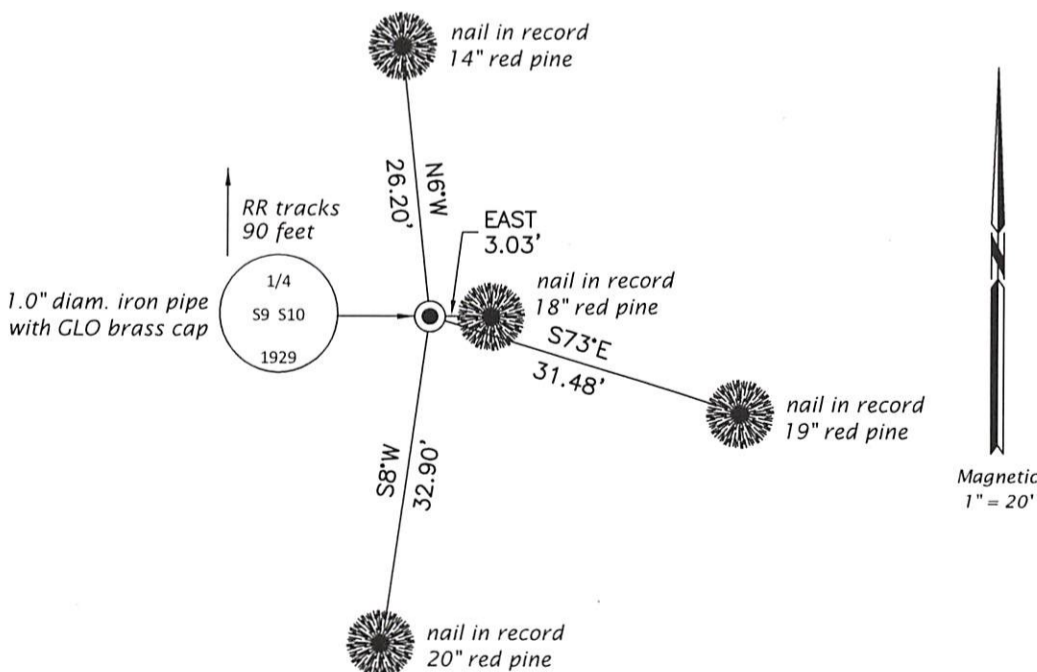 nail in record
14" red pine
N6°W
26.20'
RR tracks
90 feet
EAST
3.03'
1/4
S9 S10
1929
1.0" diam. iron pipe
with GLO brass cap
nail in record
18" red pine
S73°E
31.48'
nail in record
19" red pine
S8°W
32.90'
nail in record
20" red pine
N
Magnetic
1" = 20'